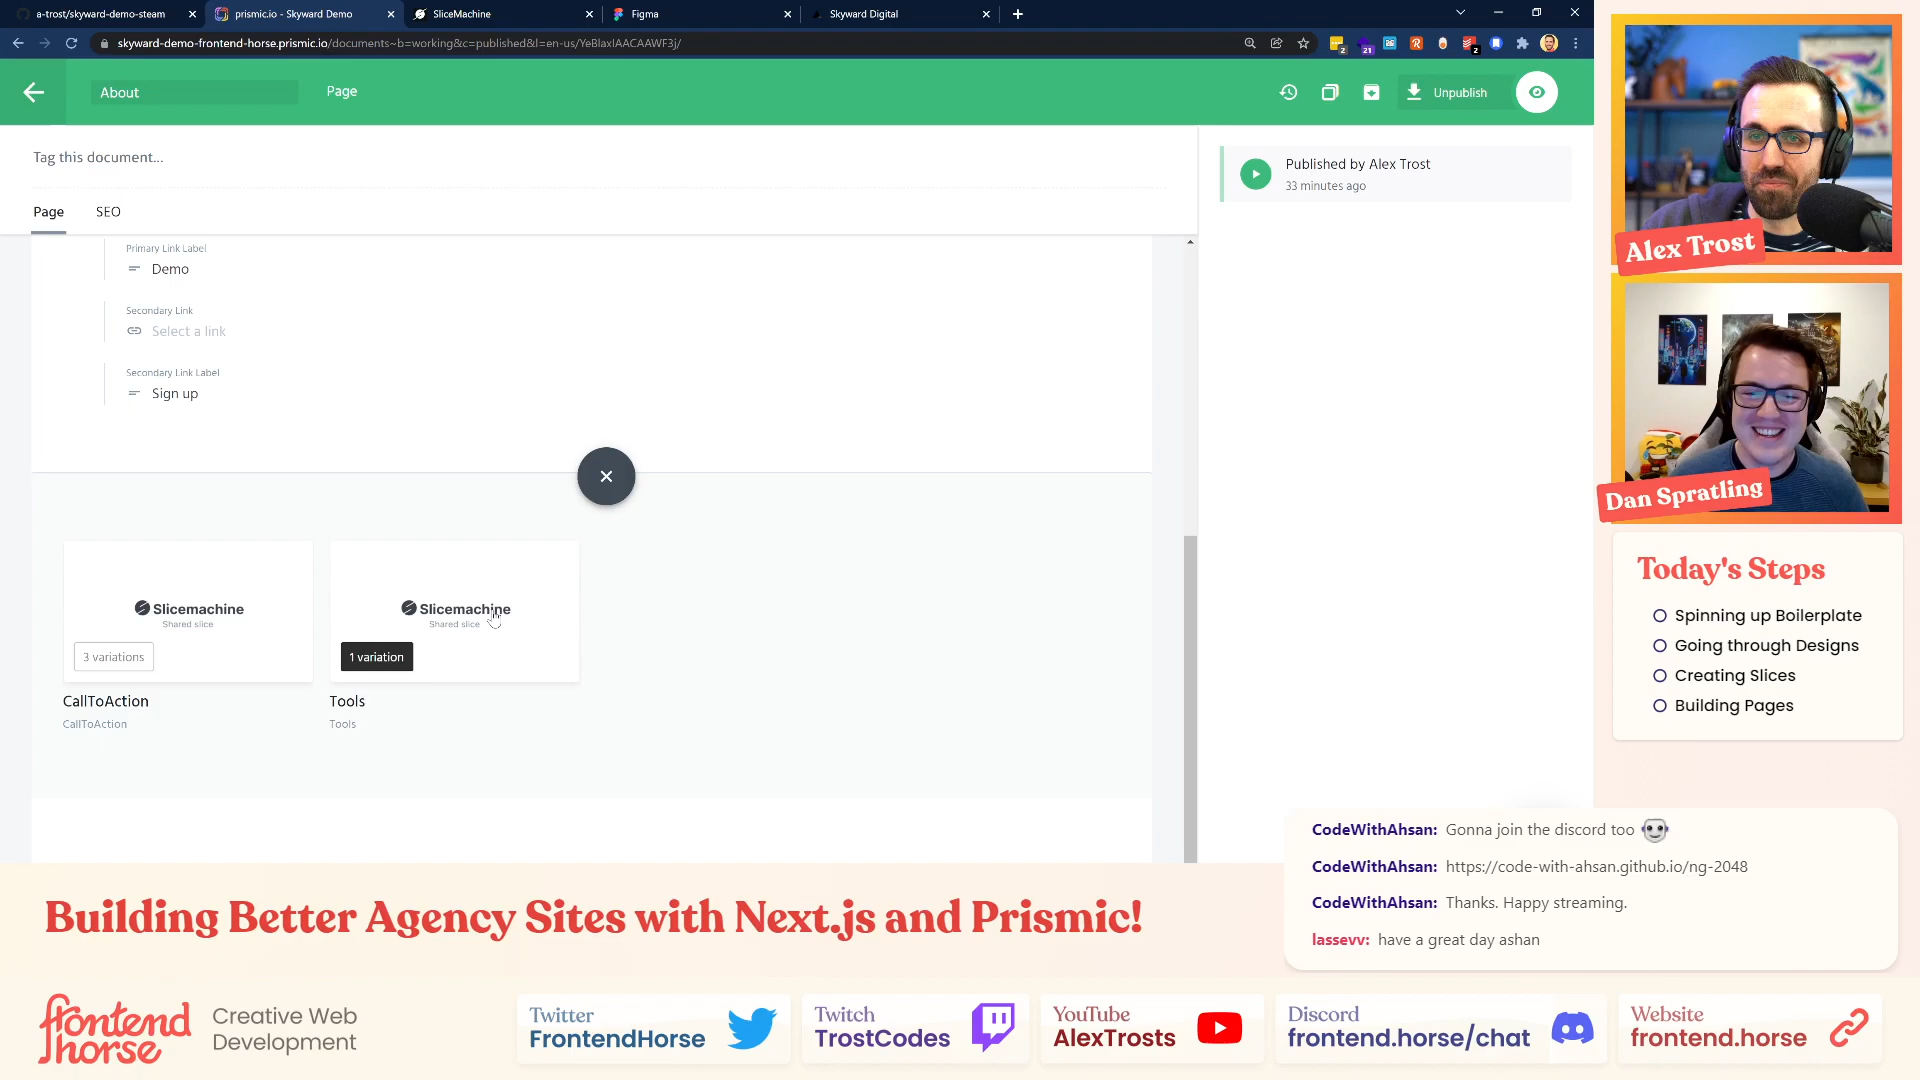 a-trost/skyward-demo-steam
prismic.io - Skyward Demo
SliceMachine
Figma
Skyward Digital
skyward-demo-frontend-horse.prismic.io/documents~b=working&c=published&l=en-us/YeBlaxIAACAAWF3j/
2
21
2
About
Page
Unpublish
Tag this document...
Published by Alex Trost
33 minutes ago
Page
SEO
Primary Link Label
Demo
Secondary Link
Select a link
Secondary Link Label
Sign up
Slicemachine
Shared slice
3 variations
CallToAction
CallToAction
Slicemachine
Shared slice
1 variation
Tools
Tools
Alex Trost
Dan Spratling
Today's Steps
Spinning up Boilerplate
Going through Designs
Creating Slices
Building Pages
CodeWithAhsan: Gonna join the discord too
CodeWithAhsan: https://code-with-ahsan.github.io/ng-2048
CodeWithAhsan: Thanks. Happy streaming.
lassevv: have a great day ashan
Building Better Agency Sites with Next.js and Prismic!
frontend
horse
Creative Web
Development
Twitter
FrontendHorse
Twitch
TrostCodes
YouTube
AlexTrosts
Discord
frontend.horse/chat
Website
frontend.horse